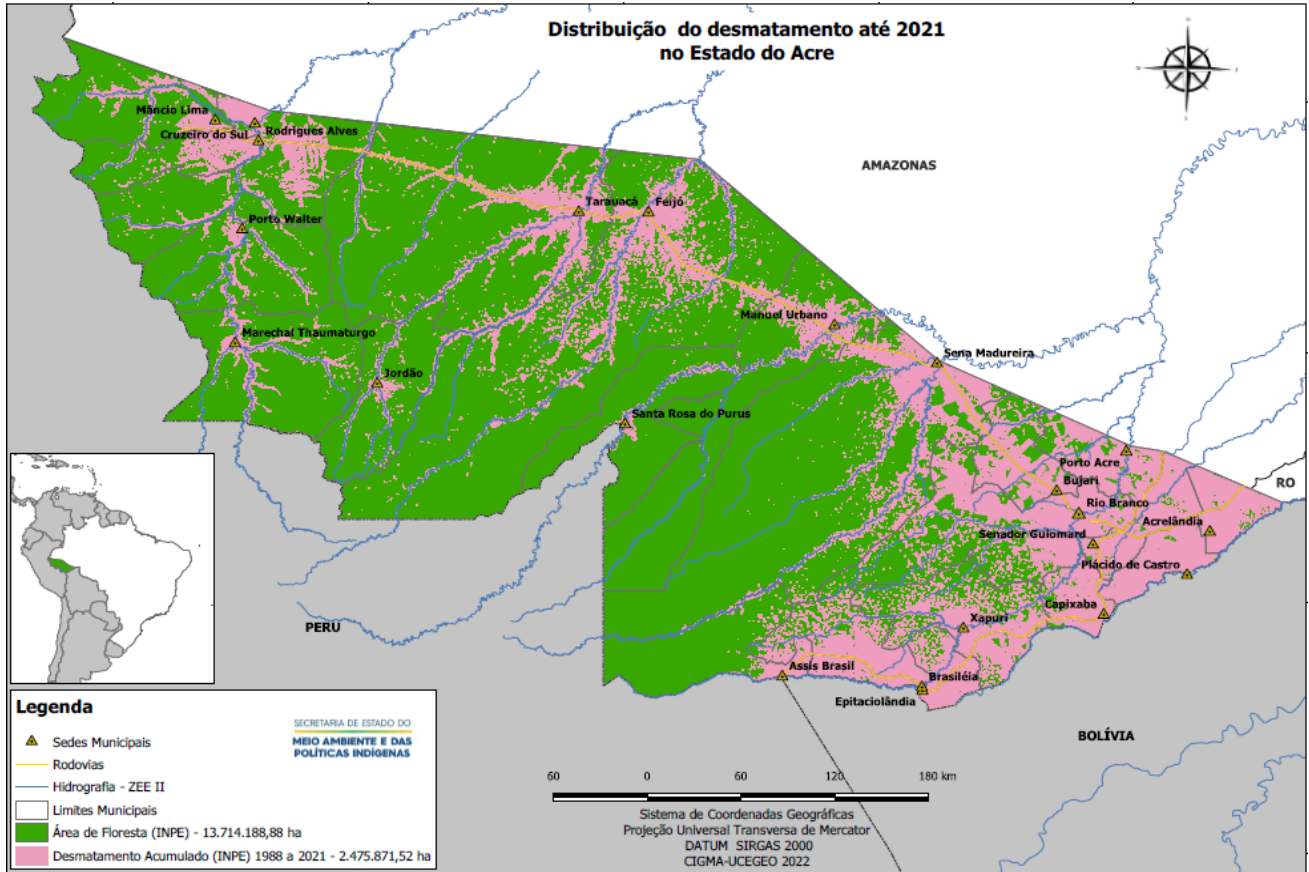 Distribuição do desmatamento até 2021
no Estado do Acre
AMAZONAS
Mâncio Lima
Rodrigues Alves
Cruzeiro do Sul
Tarauacá
Feijó
Porto Walter
Manuel Urbano
Marechal Thaumaturgo
Sena Madureira
Jordão
Santa Rosa do Purus
Porto Acre
Bujari
RO
Rio Branco
Acrelândia
Senador Guiomard
Plácido de Castro
Capixaba
Xapuri
PERU
Assis Brasil
Brasiléia
Epitaciolândia
BOLÍVIA
Legenda
SECRETARIA DE ESTADO DO
MEIO AMBIENTE E DAS
POLÍTICAS INDÍGENAS
Sedes Municipais
Rodovias
Hidrografia - ZEE II
Limites Municipais
Área de Floresta (INPE) - 13.714.188,88 ha
Desmatamento Acumulado (INPE) 1988 a 2021 - 2.475.871,52 ha
60 0 60 120 180 km
Sistema de Coordenadas Geográficas
Projeção Universal Transversa de Mercator
DATUM SIRGAS 2000
CIGMA-UCEGEO 2022